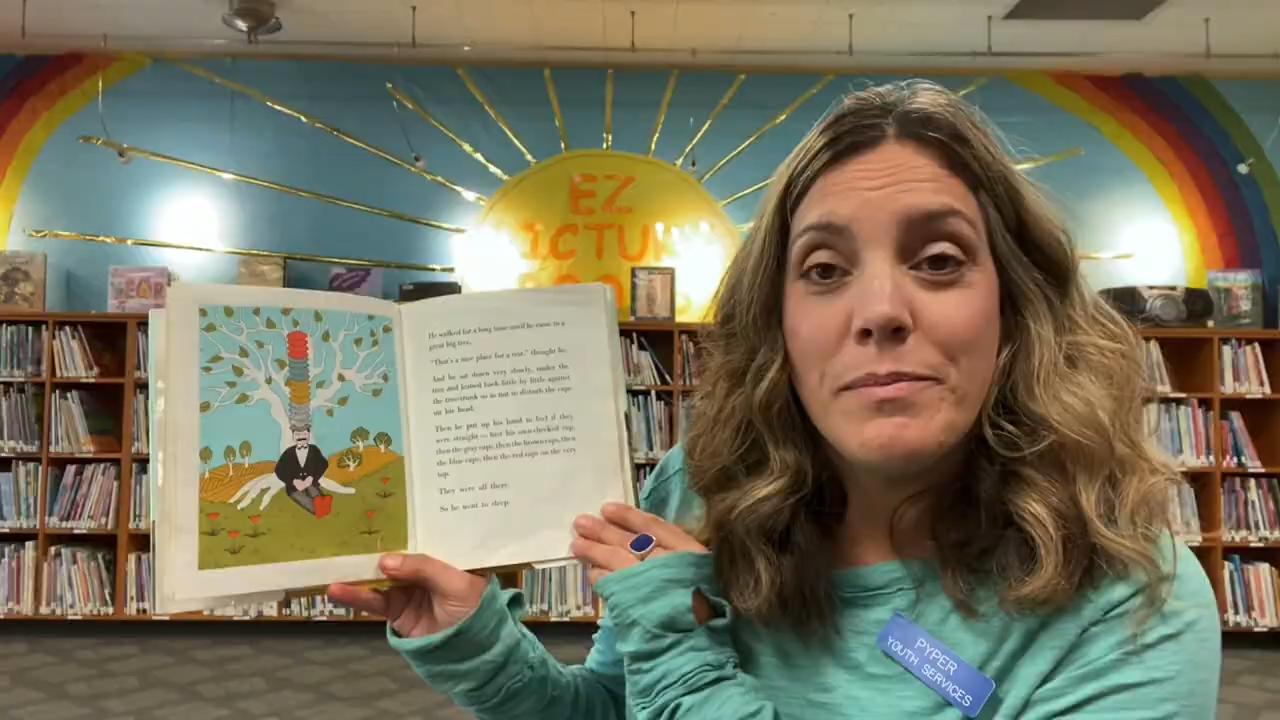 EZ
He walked for a long time until he came to a
great big tree.
"That's a nice place for a rest," thought he.
And he sat down very slowly, under the
tree and leaned back little by little against
the tree-trunk so as not to disturb the caps
on his head.
Then he put up his hand to feel if they
were straight — first his own checked cap,
then the gray caps, then the brown caps, then
the blue caps, then the red caps on the very
top.
They were all there.
So he went to sleep.
PYPER
YOUTH SERVICES